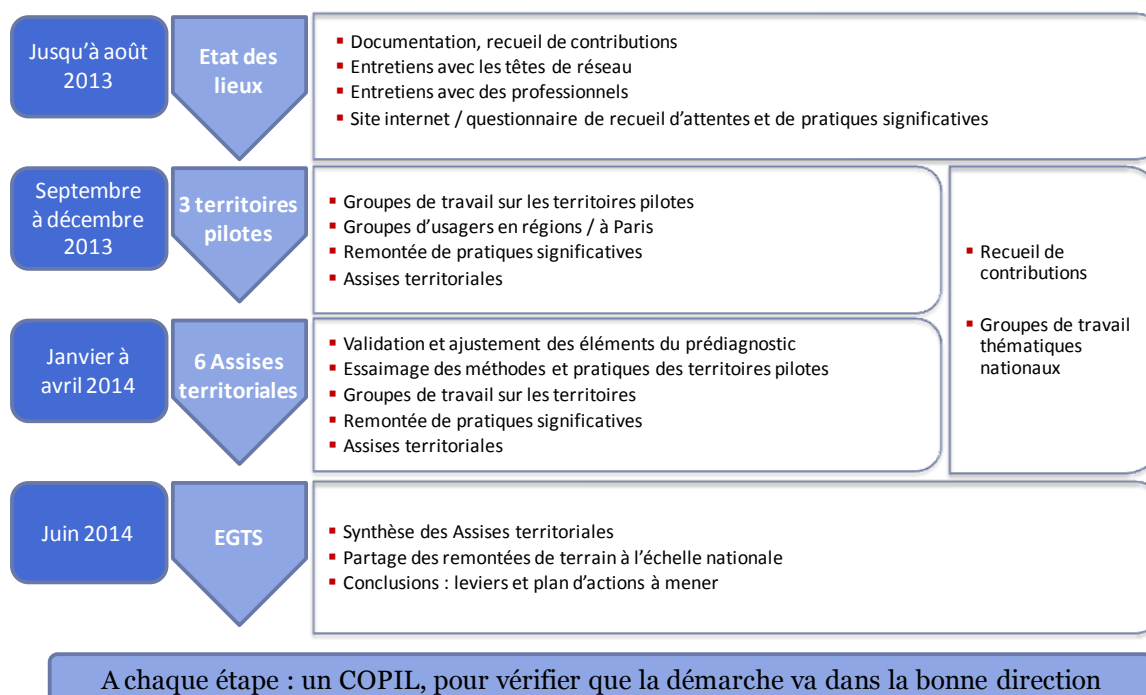 Jusqu'à août
2013
Etat des
lieux
▪ Documentation, recueil de contributions
▪ Entretiens avec les têtes de réseau
▪ Entretiens avec des professionnels
▪ Site internet / questionnaire de recueil d'attentes et de pratiques significatives
Septembre
à décembre
2013
3 territoires
pilotes
▪ Groupes de travail sur les territoires pilotes
▪ Groupes d'usagers en régions / à Paris
▪ Remontée de pratiques significatives
▪ Assises territoriales
▪ Recueil de
contributions
▪ Groupes de travail
thématiques
nationaux
Janvier à
avril 2014
6 Assises
territoriales
▪ Validation et ajustement des éléments du prédiagnostic
▪ Essaimage des méthodes et pratiques des territoires pilotes
▪ Groupes de travail sur les territoires
▪ Remontée de pratiques significatives
▪ Assises territoriales
Juin 2014
EGTS
▪ Synthèse des Assises territoriales
▪ Partage des remontées de terrain à l'échelle nationale
▪ Conclusions : leviers et plan d'actions à mener
A chaque étape : un COPIL, pour vérifier que la démarche va dans la bonne direction